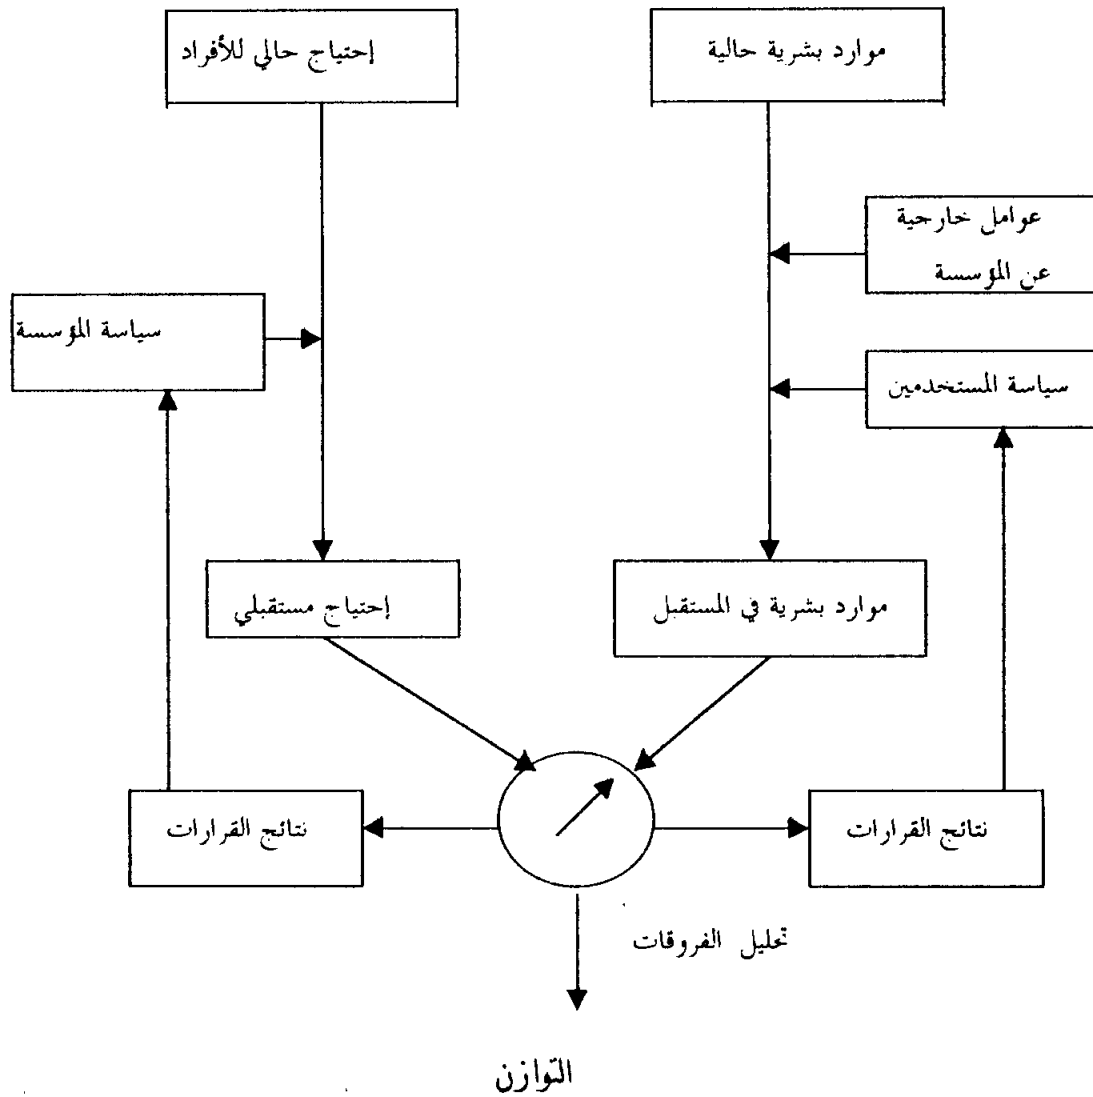 موارد بشرية حالية
إحتياج حالي للأفراد
عوامل خارجية
عن المؤسسة
سياسة المؤسسة
سياسة المستخدمين
موارد بشرية في المستقبل
إحتياج مستقبلي
نتائج القرارات
نتائج القرارات
تحليل الفروقات
التوازن